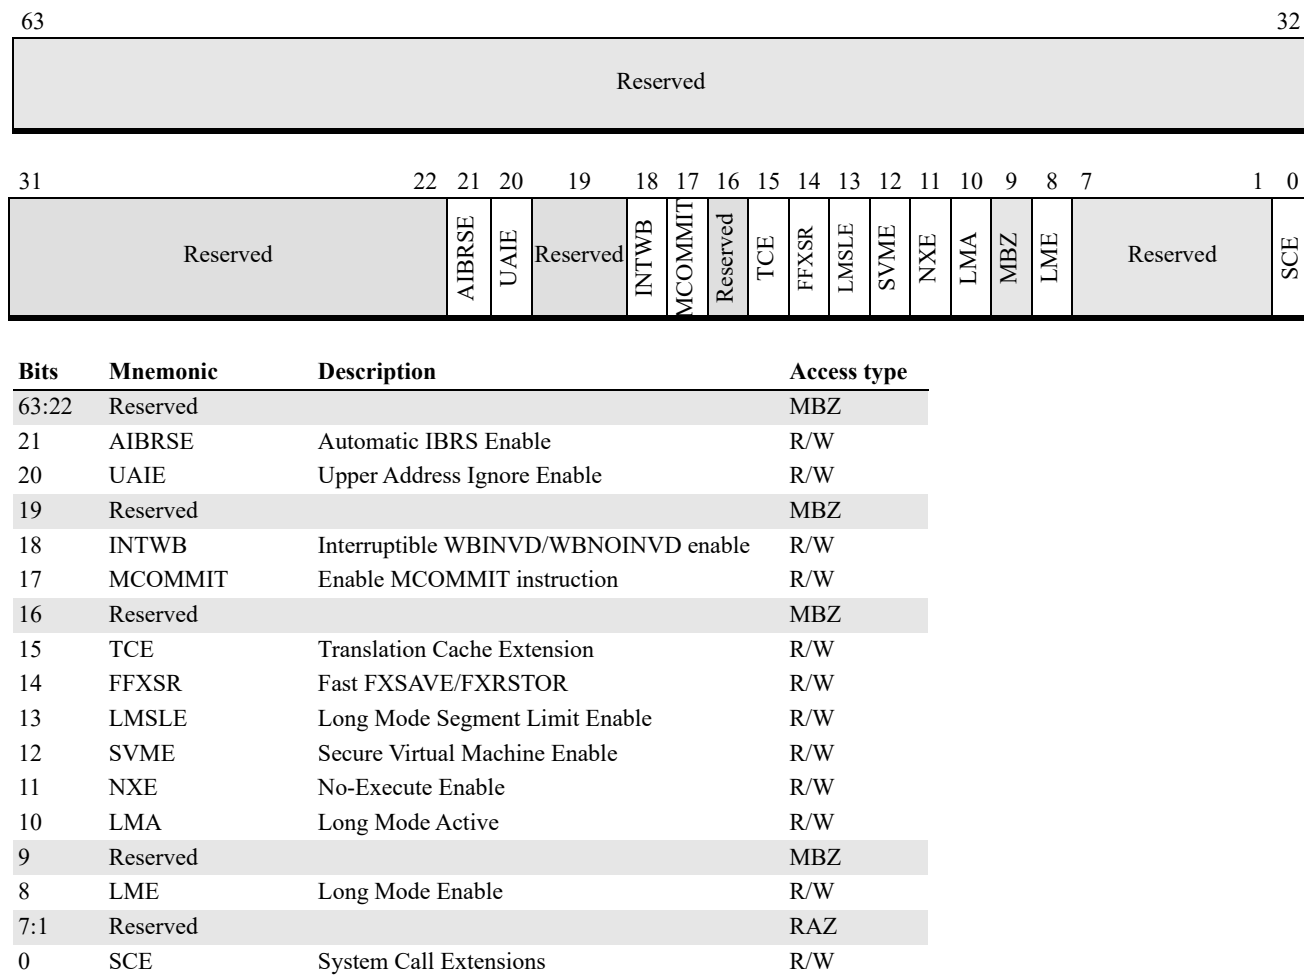 63 32
Reserved
31 22 21 20 19 18 17 16 15 14 13 12 11 10 9 8 7 1 0
Reserved AIBRSE UAIE Reserved INTWB MCOMMIT Reserved TCE FFXSR LMSLE SVME NXE LMA MBZ LME Reserved SCE
Bits Mnemonic Description Access type
63:22 Reserved MBZ
21 AIBRSE Automatic IBRS Enable R/W
20 UAIE Upper Address Ignore Enable R/W
19 Reserved MBZ
18 INTWB Interruptible WBINVD/WBNOINVD enable R/W
17 MCOMMIT Enable MCOMMIT instruction R/W
16 Reserved MBZ
15 TCE Translation Cache Extension R/W
14 FFXSR Fast FXSAVE/FXRSTOR R/W
13 LMSLE Long Mode Segment Limit Enable R/W
12 SVME Secure Virtual Machine Enable R/W
11 NXE No-Execute Enable R/W
10 LMA Long Mode Active R/W
9 Reserved MBZ
8 LME Long Mode Enable R/W
7:1 Reserved RAZ
0 SCE System Call Extensions R/W